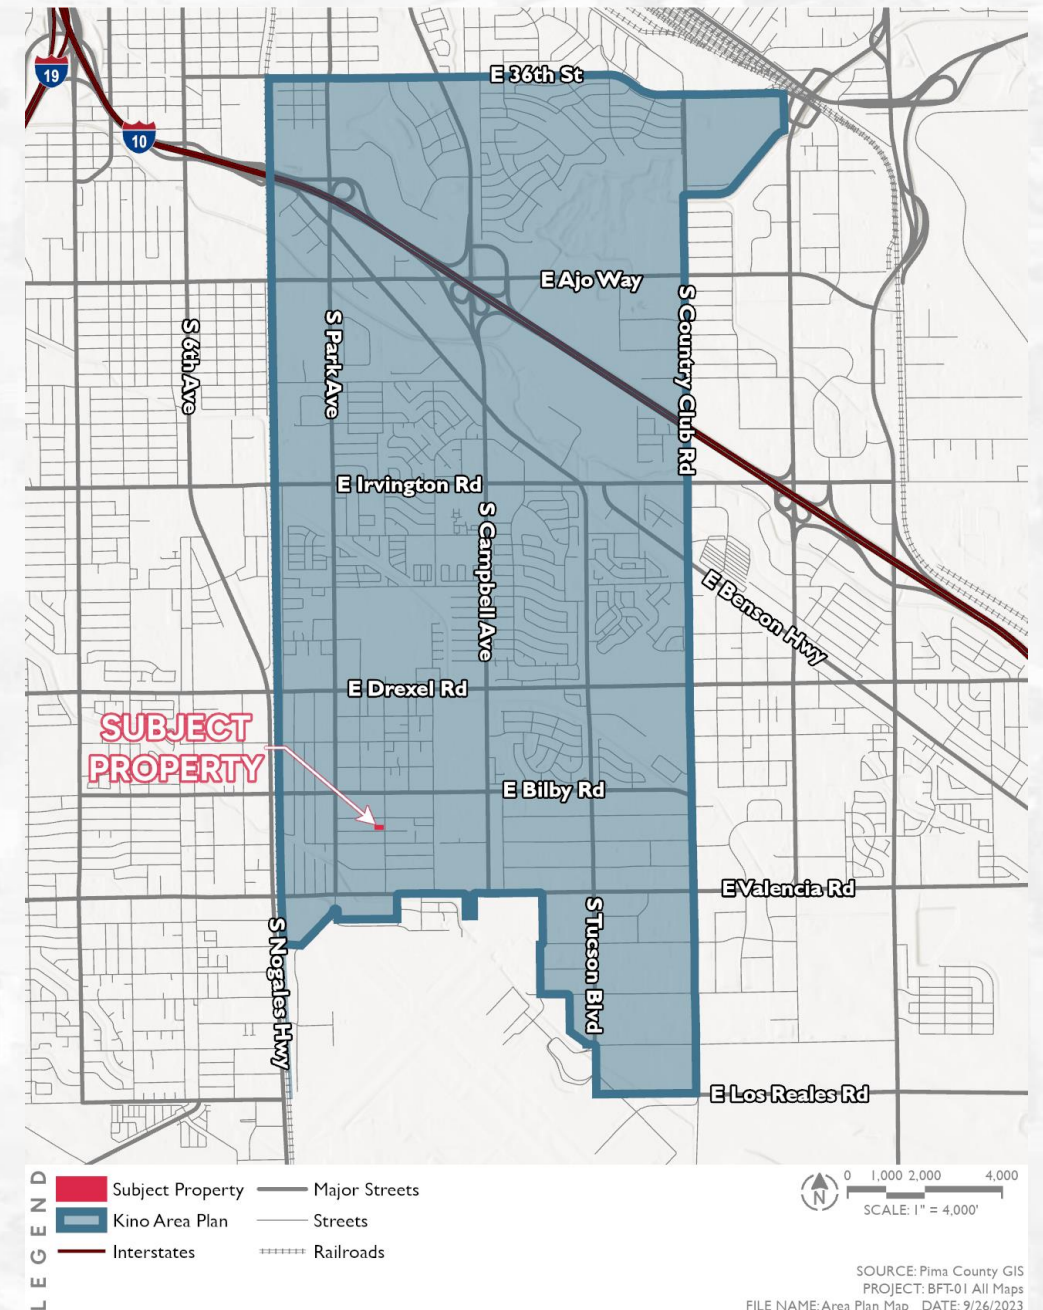 E 36th St
19
10
E Ajo Way
S Country Club Rd
S 6th Ave
S Park Ave
E Irvington Rd
S Campbell Ave
E Benson Hwy
E Drexel Rd
SUBJECT
PROPERTY
E Bilby Rd
E Valencia Rd
S Tucson Blvd
S Nogales Hwy
E Los Reales Rd
LEGEND
Subject Property
Major Streets
Kino Area Plan
Streets
Interstates
Railroads
N
0 1,000 2,000 4,000
SCALE: 1" = 4,000'
SOURCE: Pima County GIS
PROJECT: BFT-01 All Maps
FILE NAME: Area Plan Map DATE: 9/26/2023